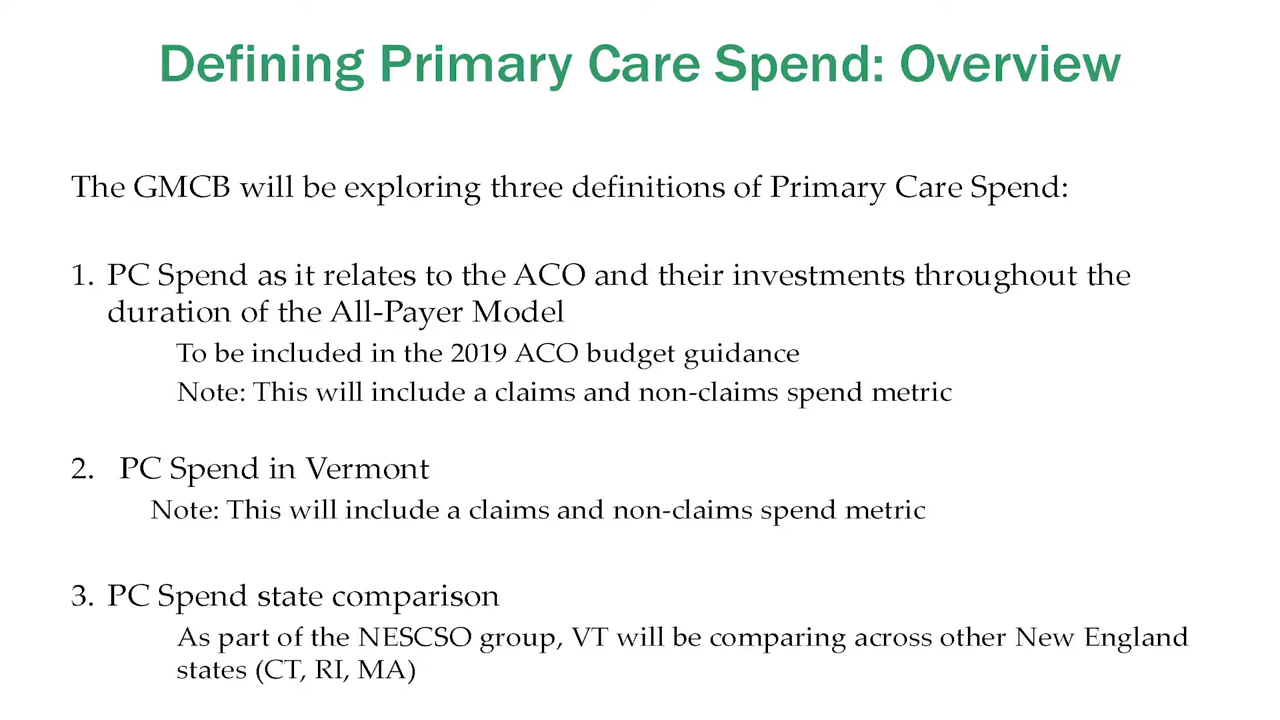 Defining Primary Care Spend: Overview
The GMCB will be exploring three definitions of Primary Care Spend:
1. PC Spend as it relates to the ACO and their investments throughout the
duration of the All-Payer Model
To be included in the 2019 ACO budget guidance
Note: This will include a claims and non-claims spend metric
2. PC Spend in Vermont
Note: This will include a claims and non-claims spend metric
3. PC Spend state comparison
As part of the NESCSO group, VT will be comparing across other New England
states (CT, RI, MA)